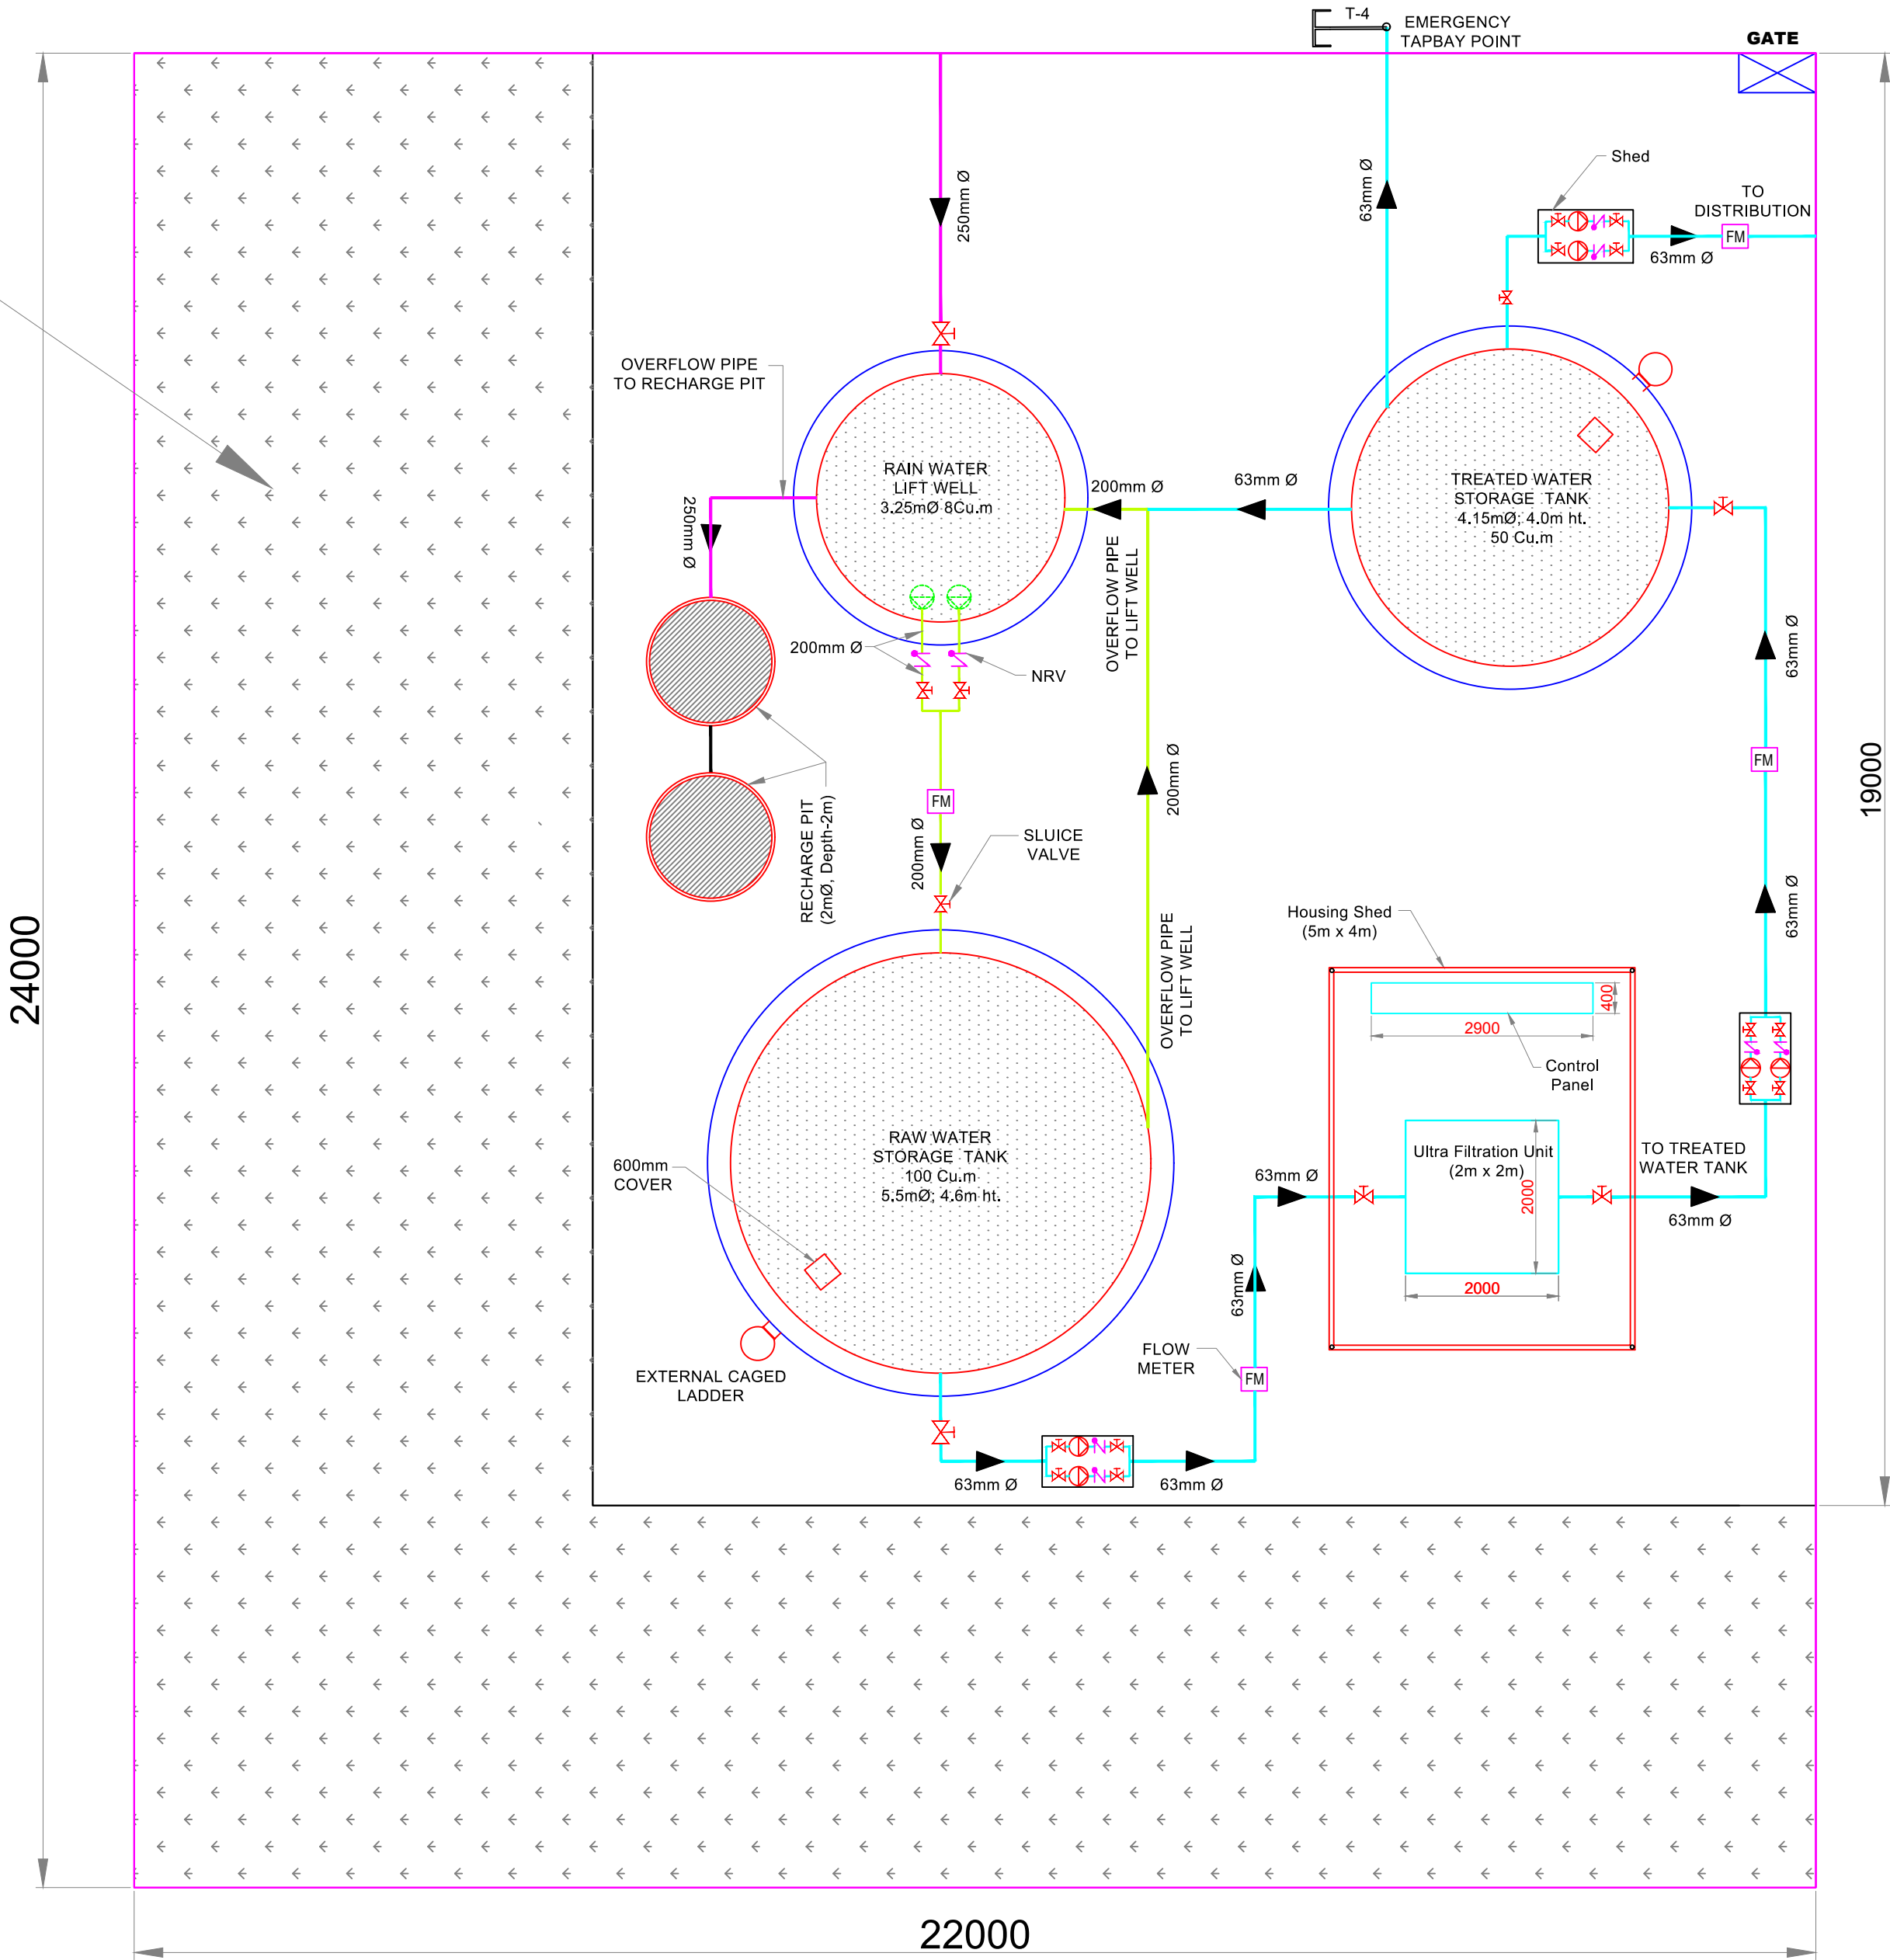 T-4
EMERGENCY
TAPBAY POINT
GATE
Shed
TO
DISTRIBUTION
FM
63mm Ø
63mm Ø
250mm Ø
OVERFLOW PIPE
TO RECHARGE PIT
RAIN WATER
LIFT WELL
3.25mØ 8Cu.m
200mm Ø
63mm Ø
TREATED WATER
STORAGE TANK
4.15mØ; 4.0m ht.
50 Cu.m
250mm Ø
OVERFLOW PIPE
TO LIFT WELL
200mm Ø
NRV
63mm Ø
FM
200mm Ø
19000
RECHARGE PIT
(2mØ, Depth-2m)
FM
200mm Ø
SLUICE
VALVE
OVERFLOW PIPE
TO LIFT WELL
63mm Ø
Housing Shed
(5m x 4m)
24000
400
2900
Control
Panel
RAW WATER
STORAGE TANK
100 Cu.m
5.5mØ; 4.6m ht.
600mm
COVER
Ultra Filtration Unit
(2m x 2m)
2000
2000
TO TREATED
WATER TANK
63mm Ø
63mm Ø
63mm Ø
FLOW
METER
FM
EXTERNAL CAGED
LADDER
63mm Ø
63mm Ø
22000